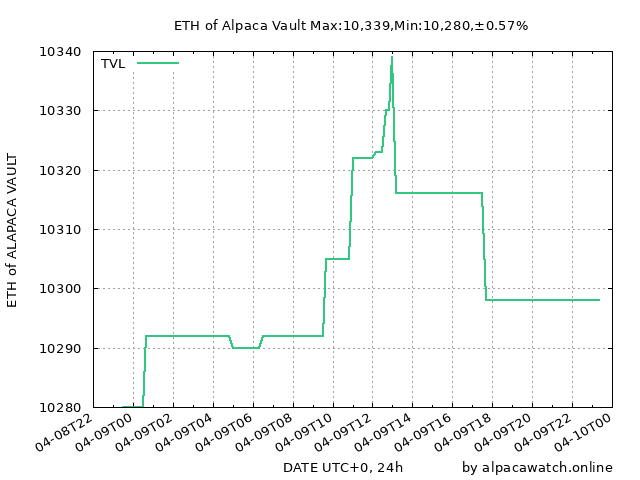 ETH of Alpaca Vault Max:10,339,Min:10,280,±0.57%
TVL
ETH of ALAPACA VAULT
10340
10330
10320
10310
10300
10290
10280
04-08T22
04-09T00
04-09T02
04-09T04
04-09T06
04-09T08
04-09T10
04-09T12
04-09T14
04-09T16
04-09T18
04-09T20
04-09T22
04-10T00
DATE UTC+0, 24h
by alpacawatch.online